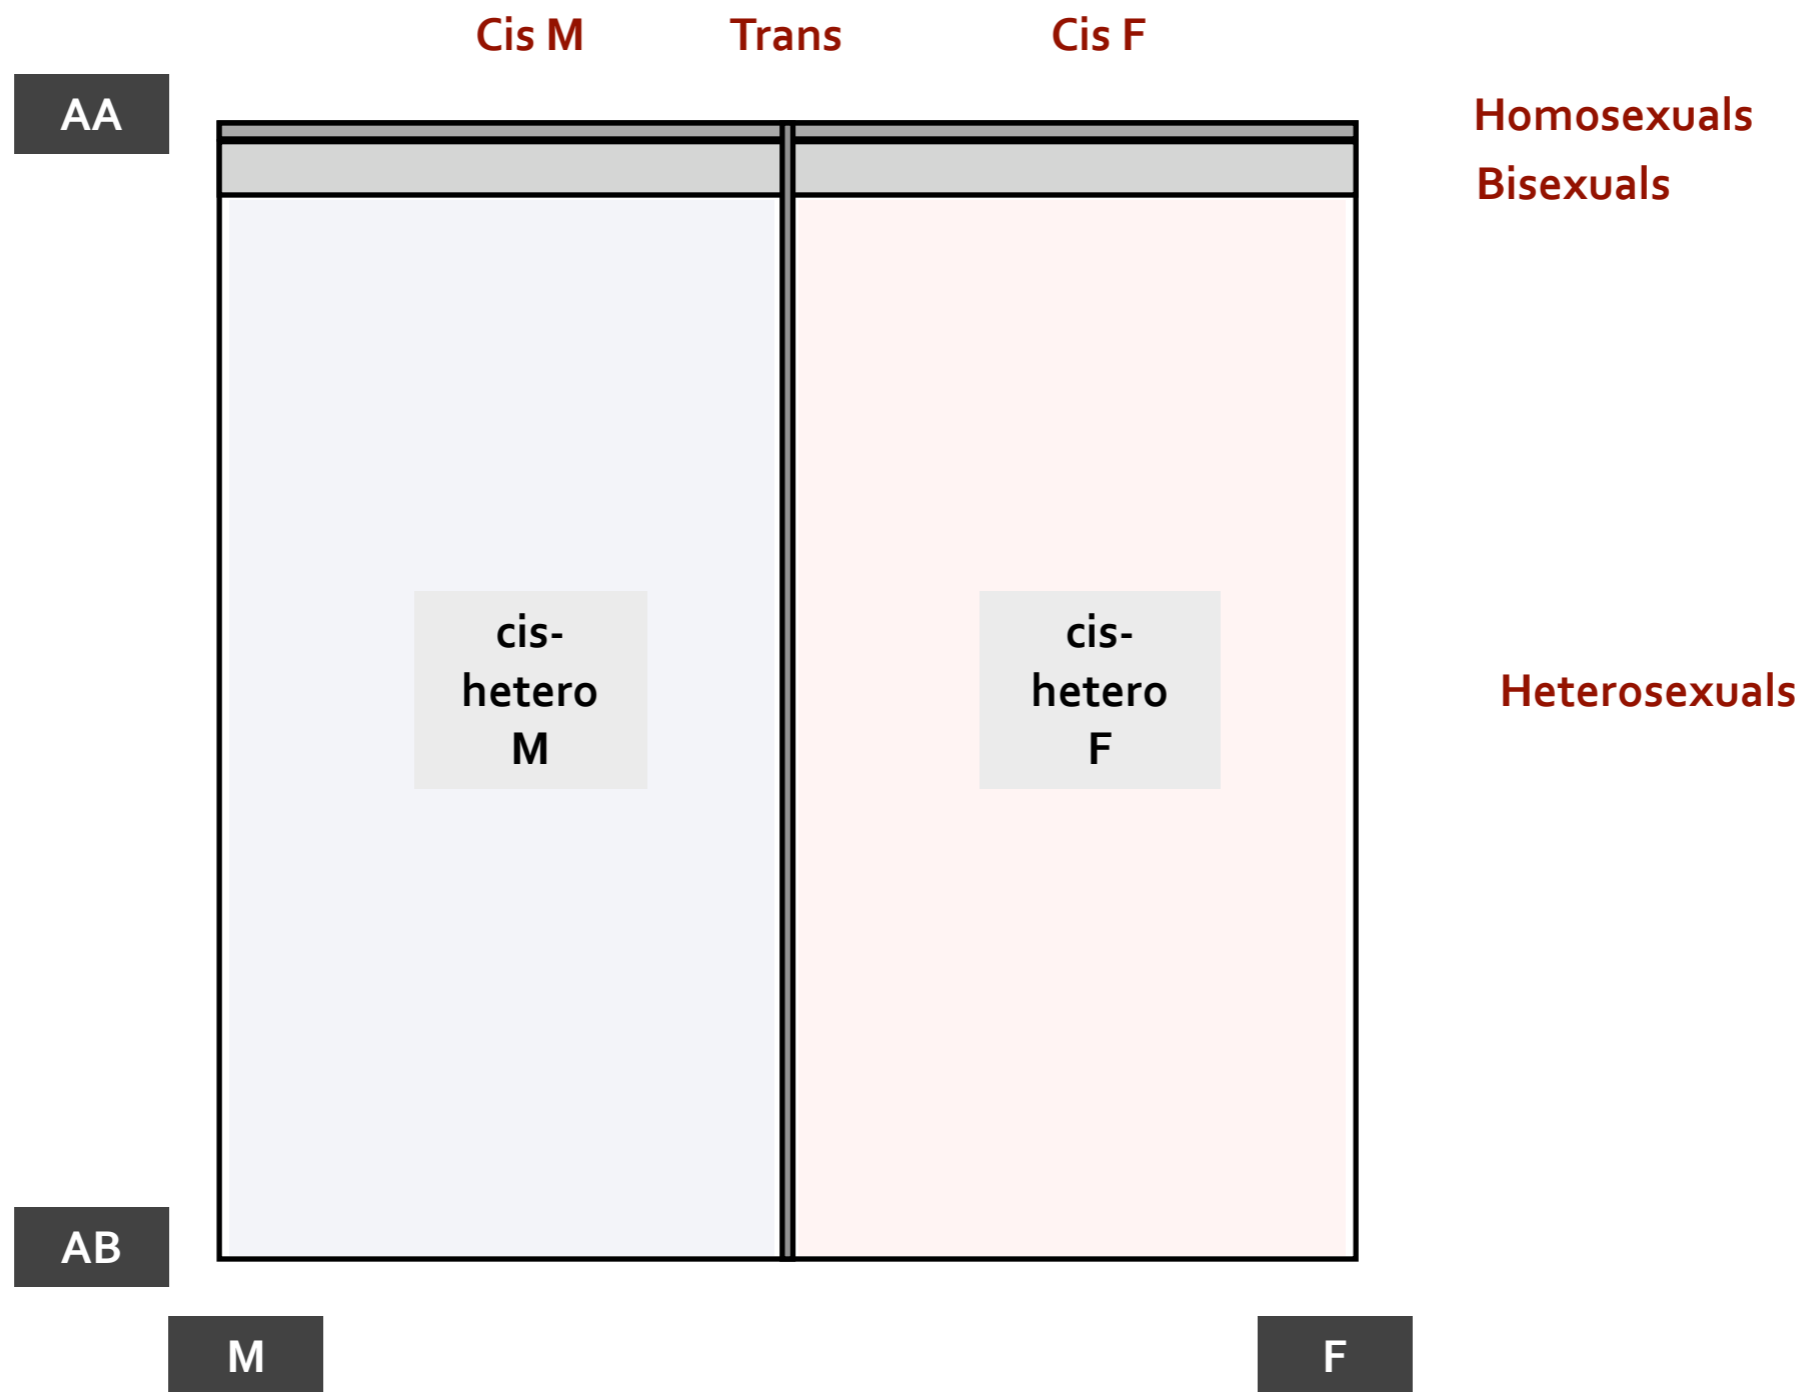 Cis M Trans Cis F
AA
Homosexuals
Bisexuals
cis-
hetero
M
cis-
hetero
F
Heterosexuals
AB
M
F